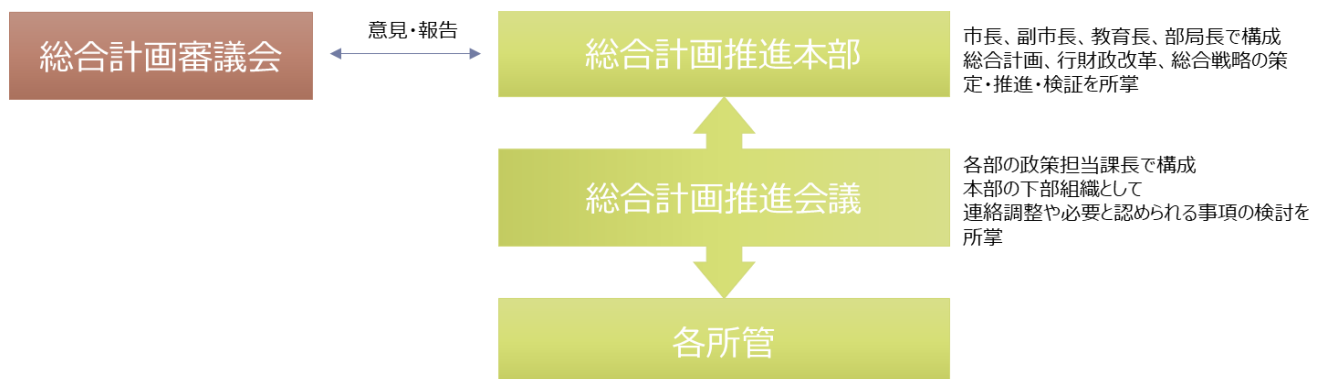 総合計画審議会
意見・報告
総合計画推進本部
市長、副市長、教育長、部局長で構成
総合計画、行財政改革、総合戦略の策
定・推進・検証を所掌
総合計画推進会議
各部の政策担当課長で構成
本部の下部組織として
連絡調整や必要と認められる事項の検討を
所掌
各所管